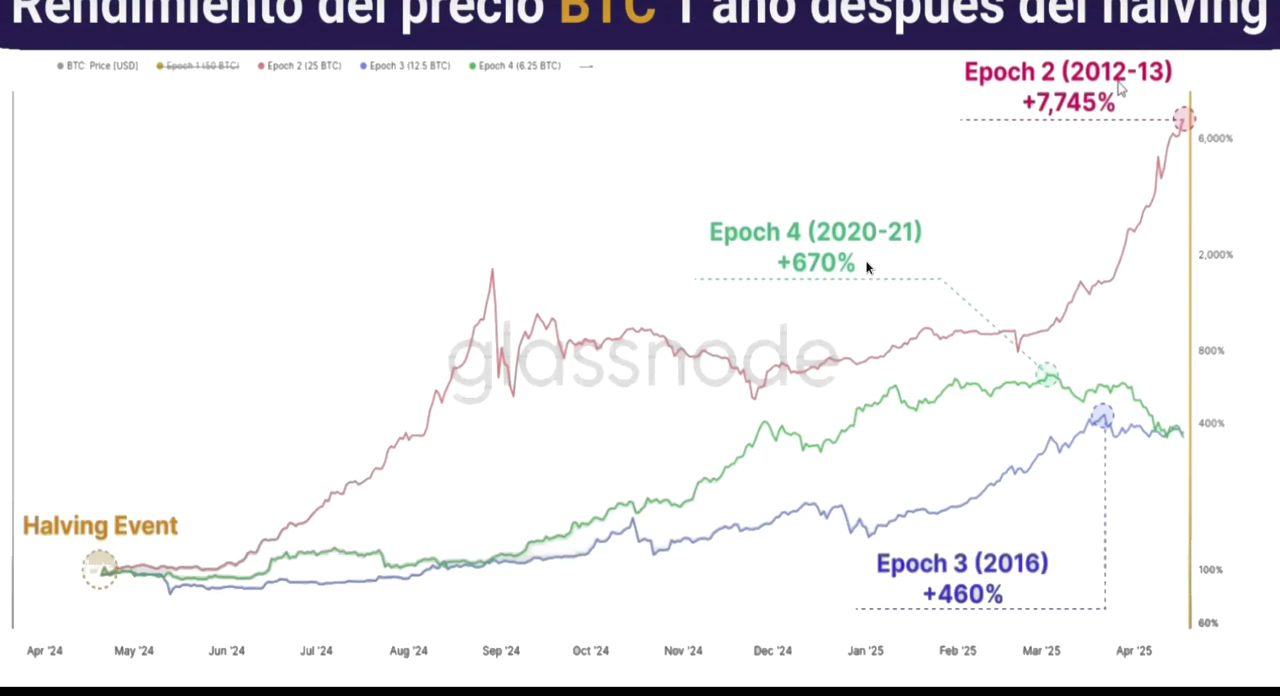 Rendimiento del precio BTC 1 año después del halving
BTC Price [USD] Epoch 1 (50 BTC) Epoch 2 (25 BTC) Epoch 3 (12.5 BTC) Epoch 4 (6.25 BTC)
Epoch 2 (2012-13)
+7,745%
6,000%
Epoch 4 (2020-21)
+670%
2,000%
glassnode
800%
400%
Halving Event
Epoch 3 (2016)
+460%
100%
60%
Apr '24 May '24 Jun '24 Jul '24 Aug '24 Sep '24 Oct '24 Nov '24 Dec '24 Jan '25 Feb '25 Mar '25 Apr '25